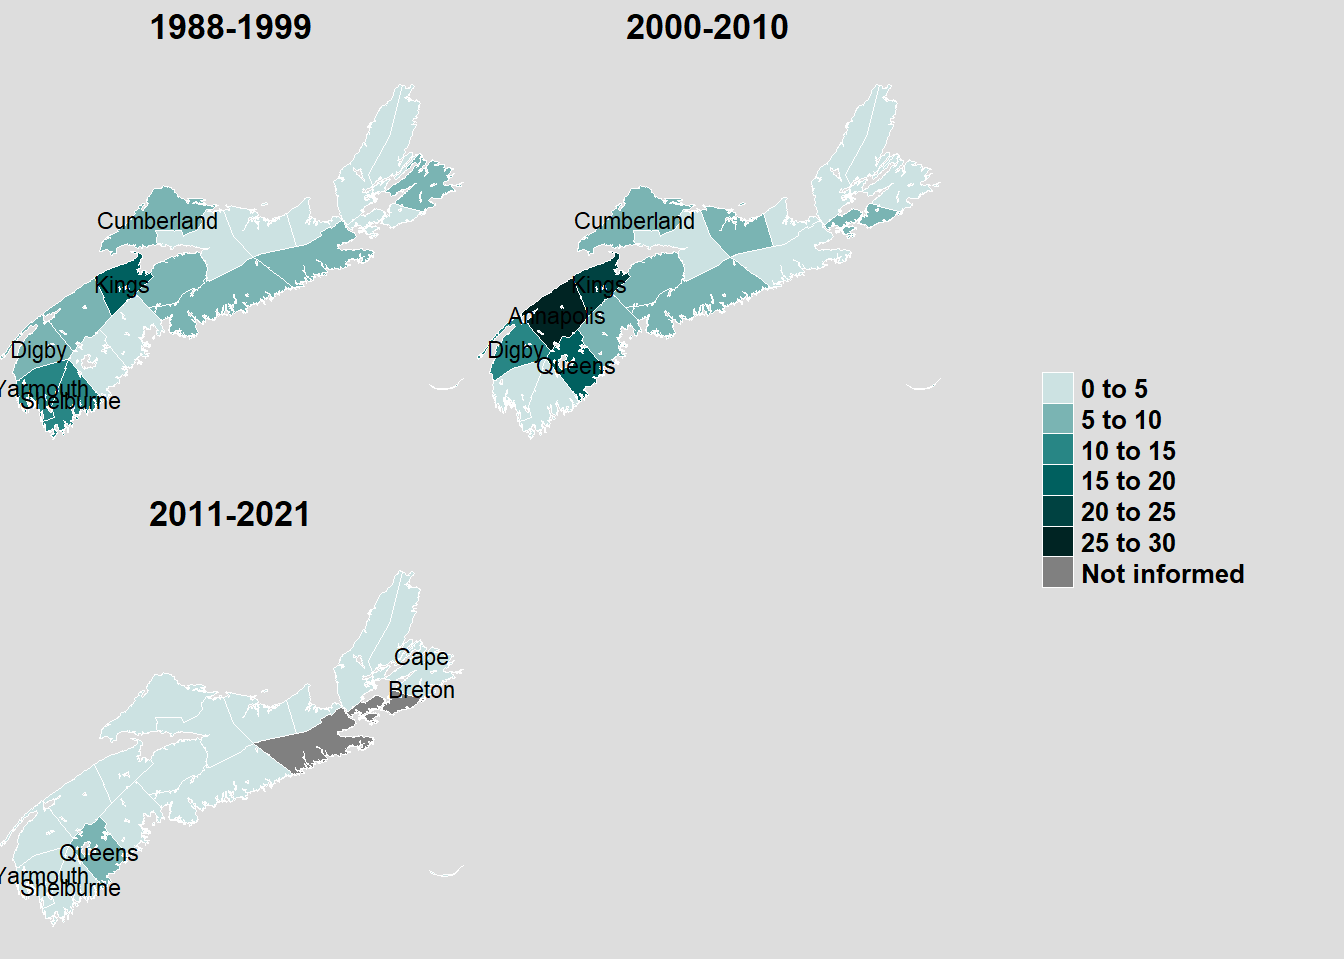 1988-1999
2000-2010
Cumberland
Kings
Digby
Yarmouth
Shelburne
Cumberland
Kings
Annapolis
Digby
Queens
0 to 5
5 to 10
10 to 15
15 to 20
20 to 25
25 to 30
Not informed
2011-2021
Cape
Breton
Queens
Yarmouth
Shelburne